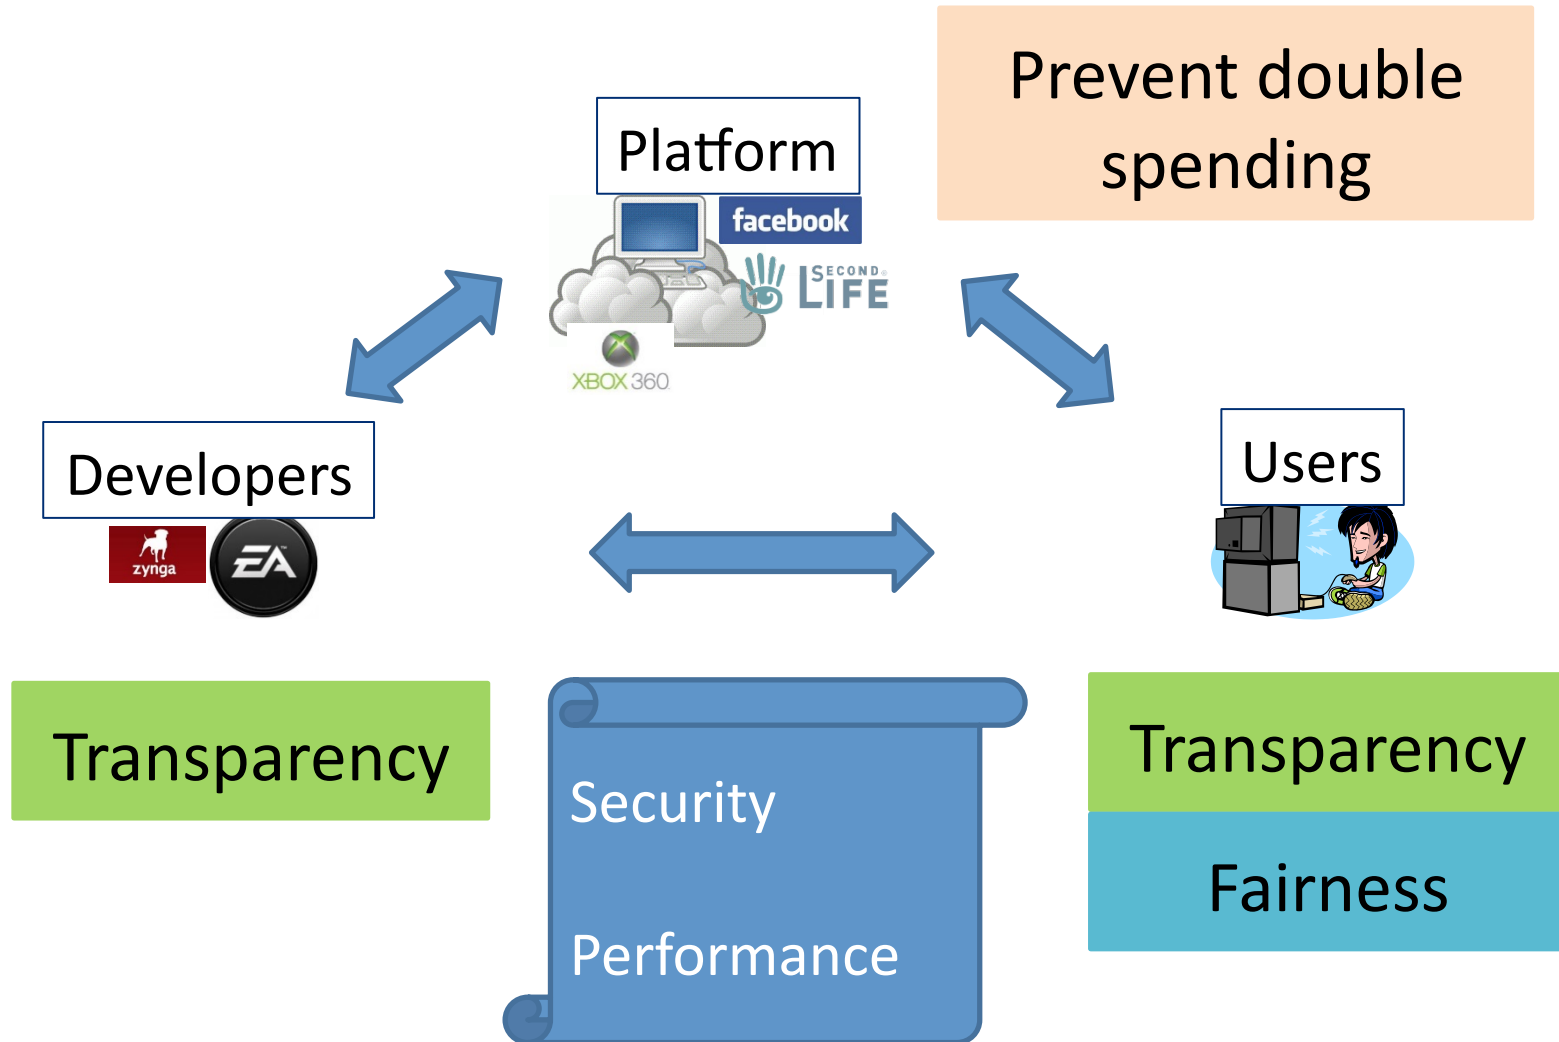 Prevent double
spending
Platform
facebook
SECOND
LIFE
XBOX 360
Developers
zynga
EA
Users
Transparency
Security
Performance
Transparency
Fairness